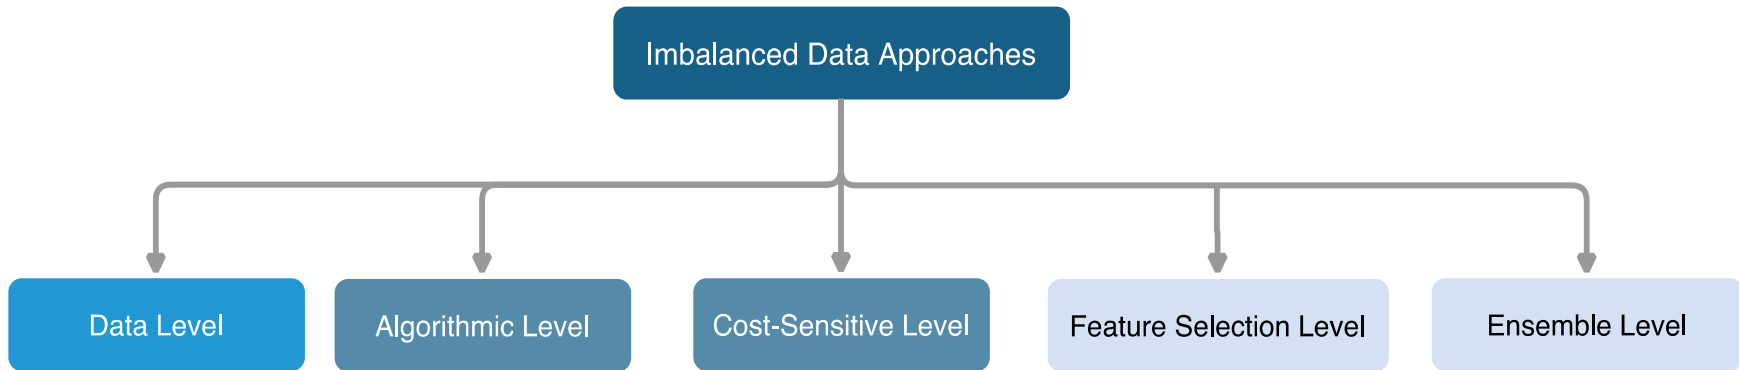 Imbalanced Data Approaches
Data Level
Algorithmic Level
Cost-Sensitive Level
Feature Selection Level
Ensemble Level